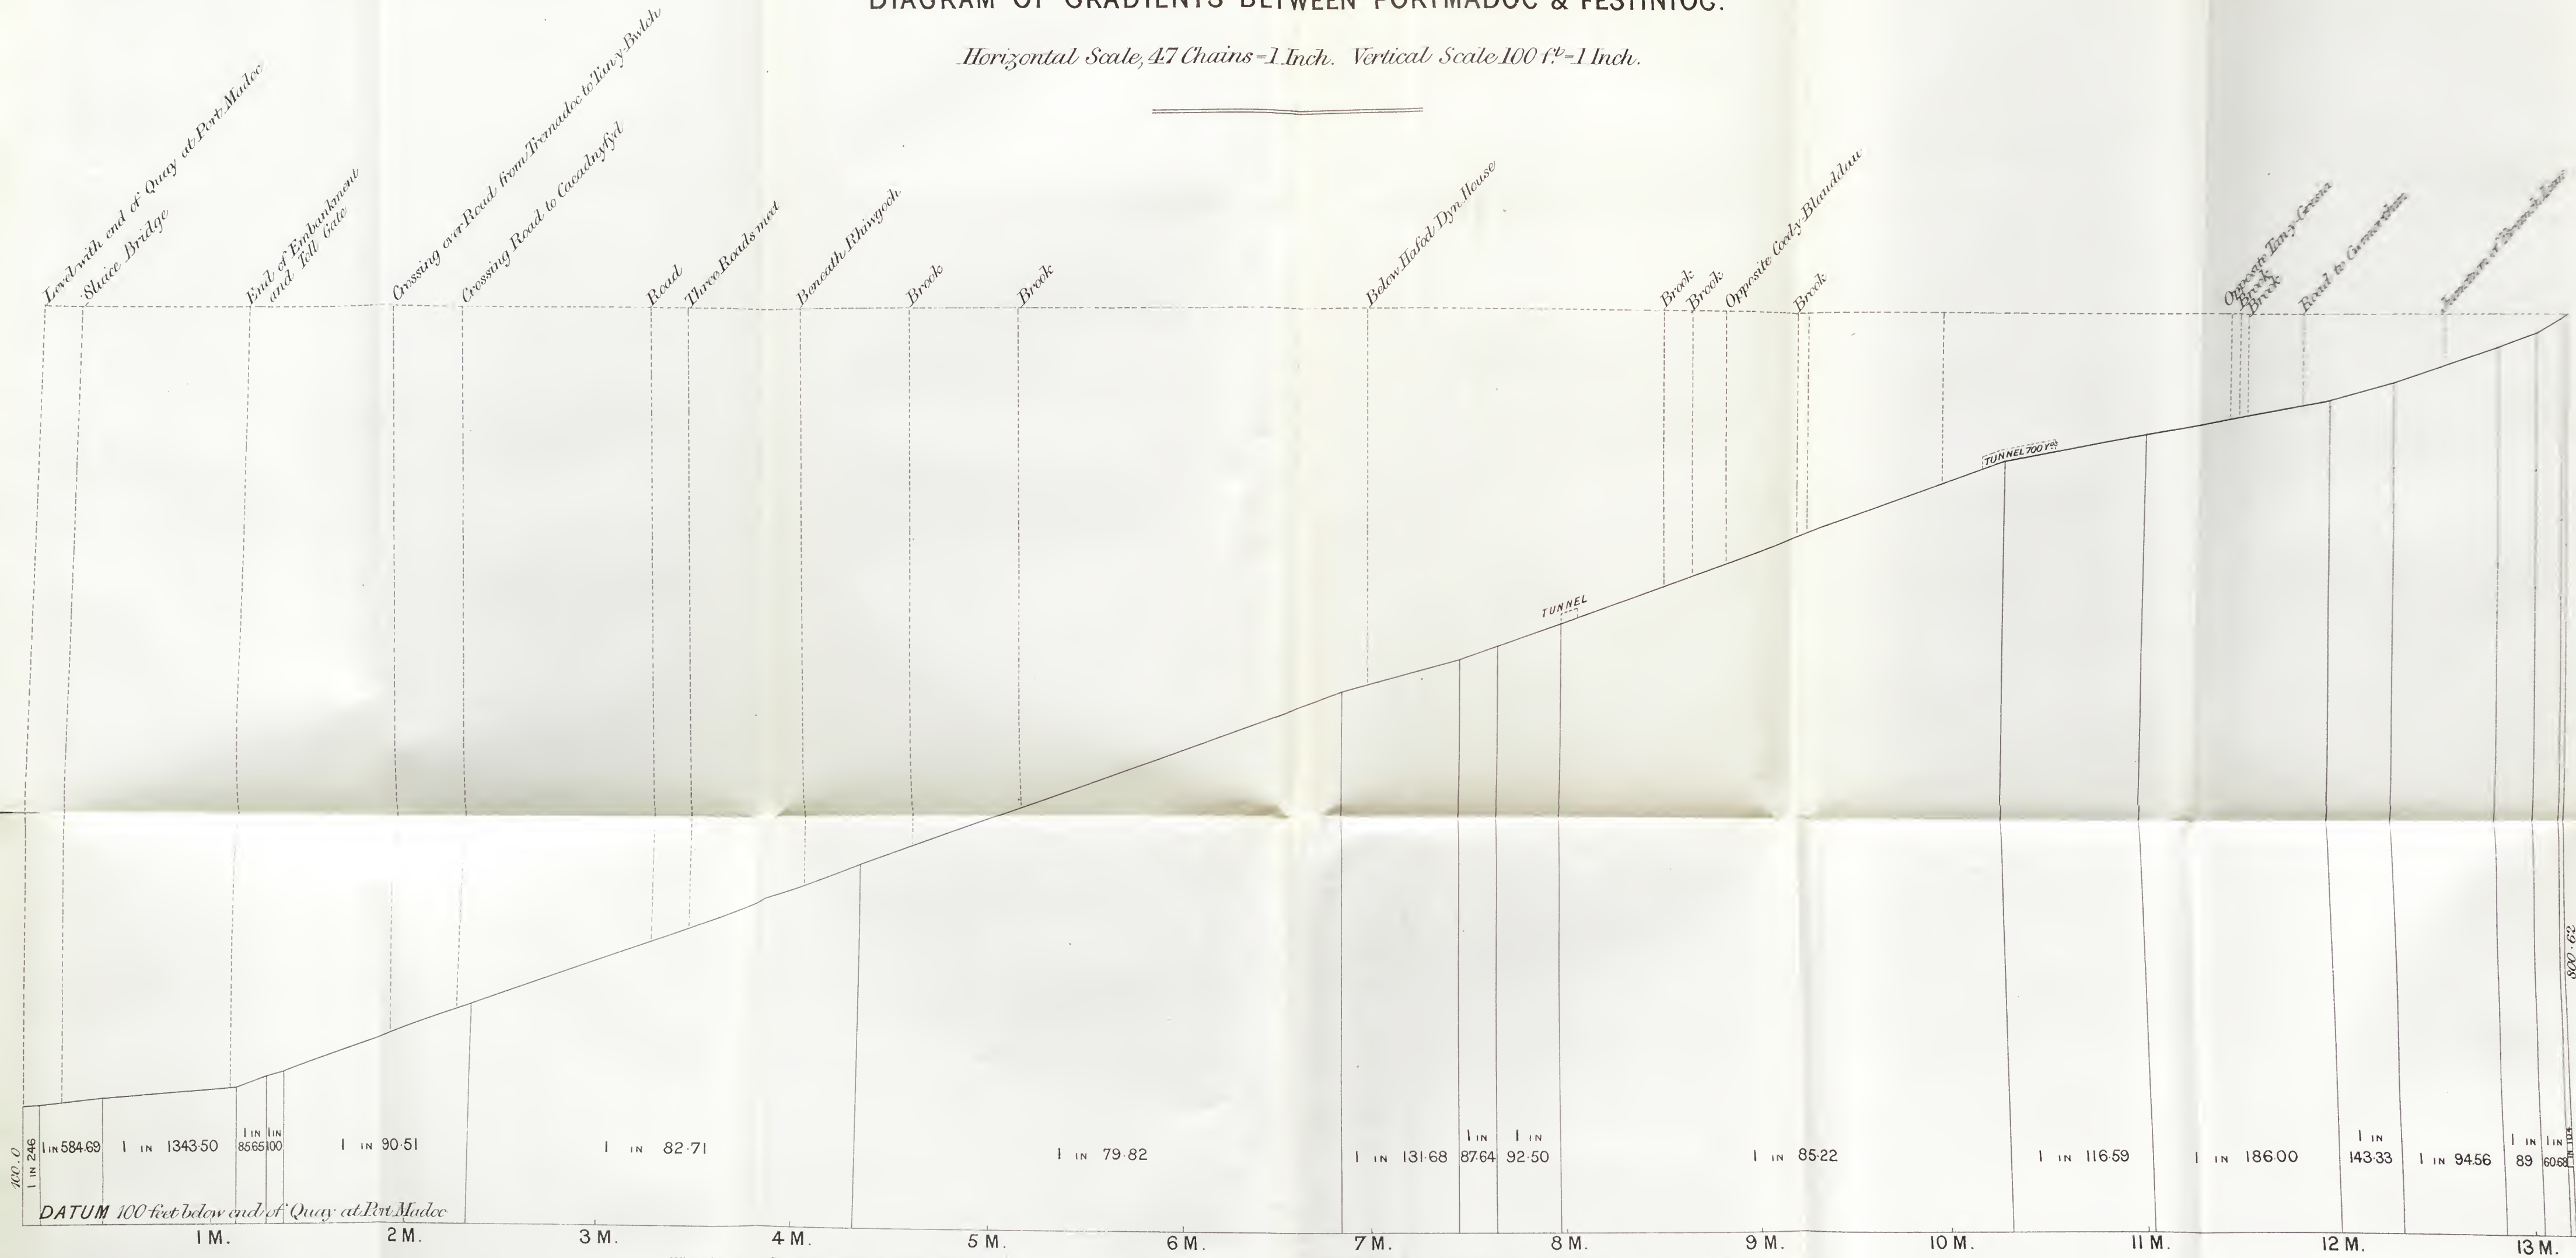 DIAGRAM OF GRADIENTS BETWEEN PORTMADOC & FESTINIOG.
Horizontal Scale, 47 Chains = 1 Inch. Vertical Scale 100 f.t = 1 Inch.
Level with end of Quay at Port Madoc
Sluice Bridge
End of Embankment
and Toll Gate
Crossing over Road from Tremadoc to Tan-y-Bwlch
Crossing Road to Cacadnyfyd
Road
Three Roads meet
Beneath Rhiwgoch
Brook
Brook
Below Hafod Dyn House
Brook
Brook
Opposite Coed-y-Blauddau
Brook
Opposite Tan-y-Greia
Brook
Brook
Road to
Junction of Branch Line
TUNNEL 700 Yds
TUNNEL
100.0
1 IN 246
1 IN 584.69
1 IN 1343.50
1 IN
85.65
1 IN
100
1 IN 90.51
1 IN 82.71
1 IN 79.82
1 IN 131.68
1 IN
87.64
1 IN
92.50
1 IN 85.22
1 IN 116.59
1 IN 186.00
1 IN
143.33
1 IN 94.56
1 IN
89
1 IN
60.68
800.62
DATUM 100 feet below end of Quay at Port Madoc
1 M.
2 M.
3 M.
4 M.
5 M.
6 M.
7 M.
8 M.
9 M.
10 M.
11 M.
12 M.
13 M.